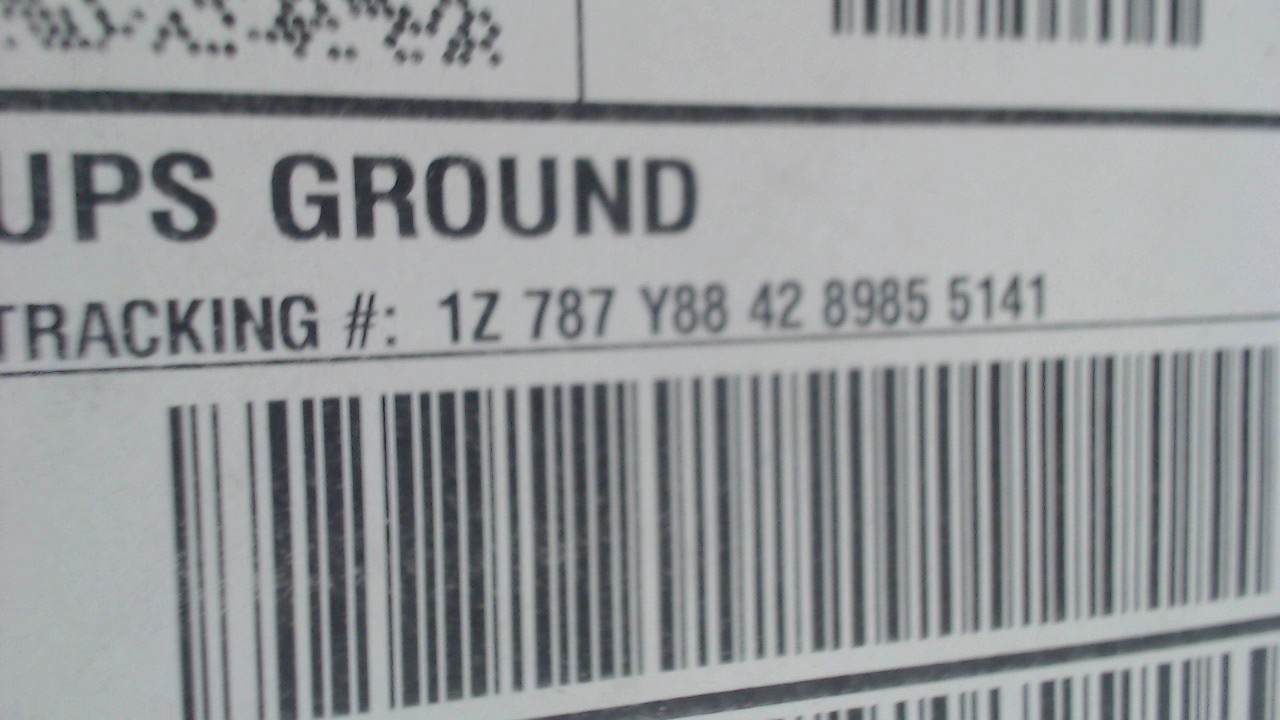 UPS GROUND
TRACKING #: 1Z 787 Y88 42 8985 5141